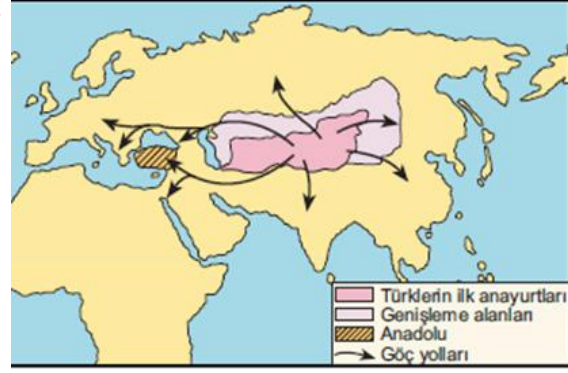 Türklerin ilk anayurtları
Genişleme alanları
Anadolu
Göç yolları